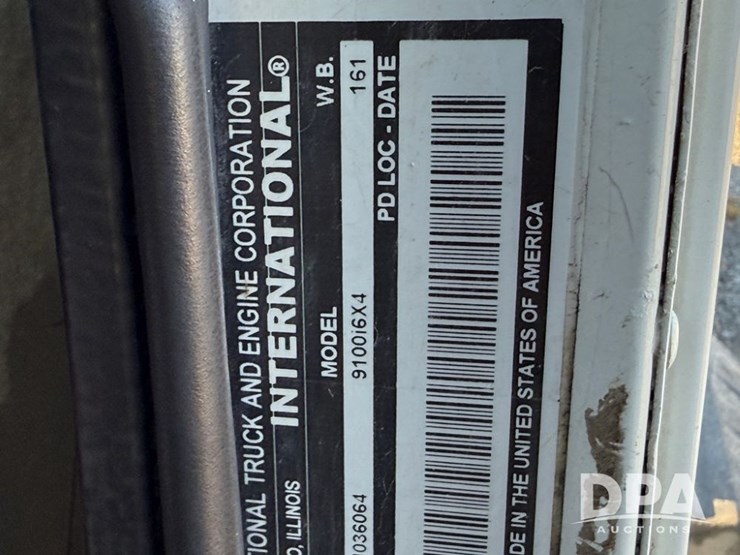 TIONAL TRUCK AND ENGINE CORPORATION
O, ILLINOIS INTERNATIONAL®
MODEL W.B.
036064 9100i6X4 161
PD LOC - DATE
DE IN THE UNITED STATES OF AMERICA
DPA
AUCTIONS